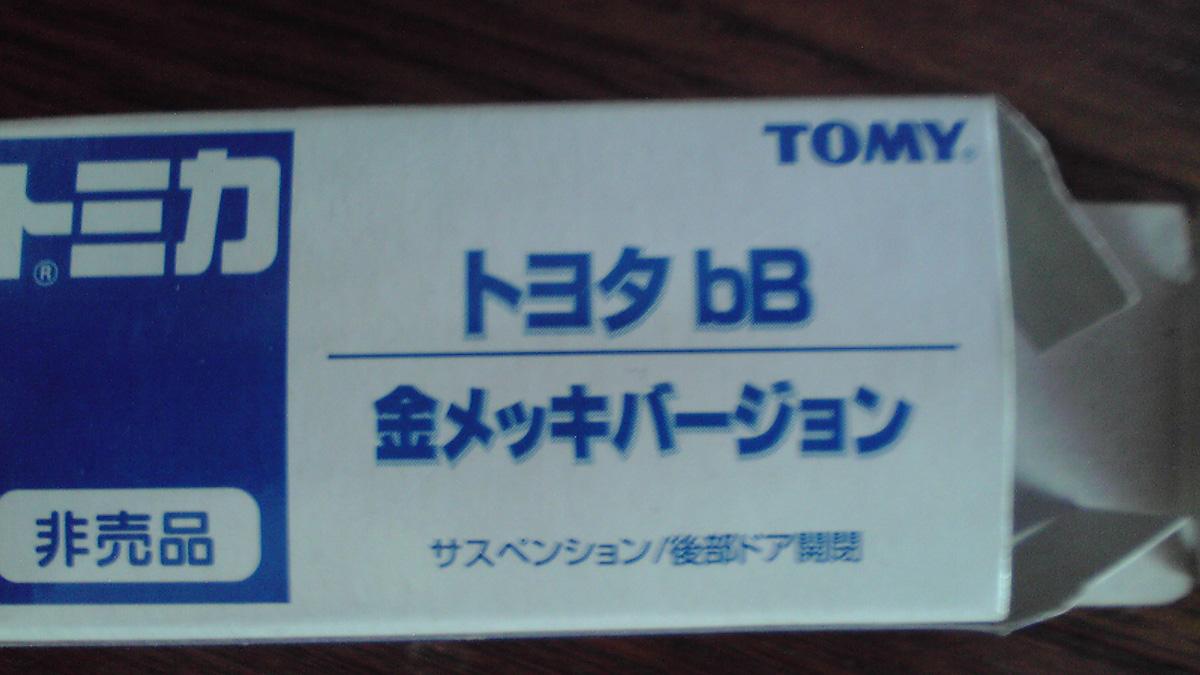 トミカ®
非売品
TOMY®
トヨタ bB
金メッキバージョン
サスペンション/後部ドア開閉